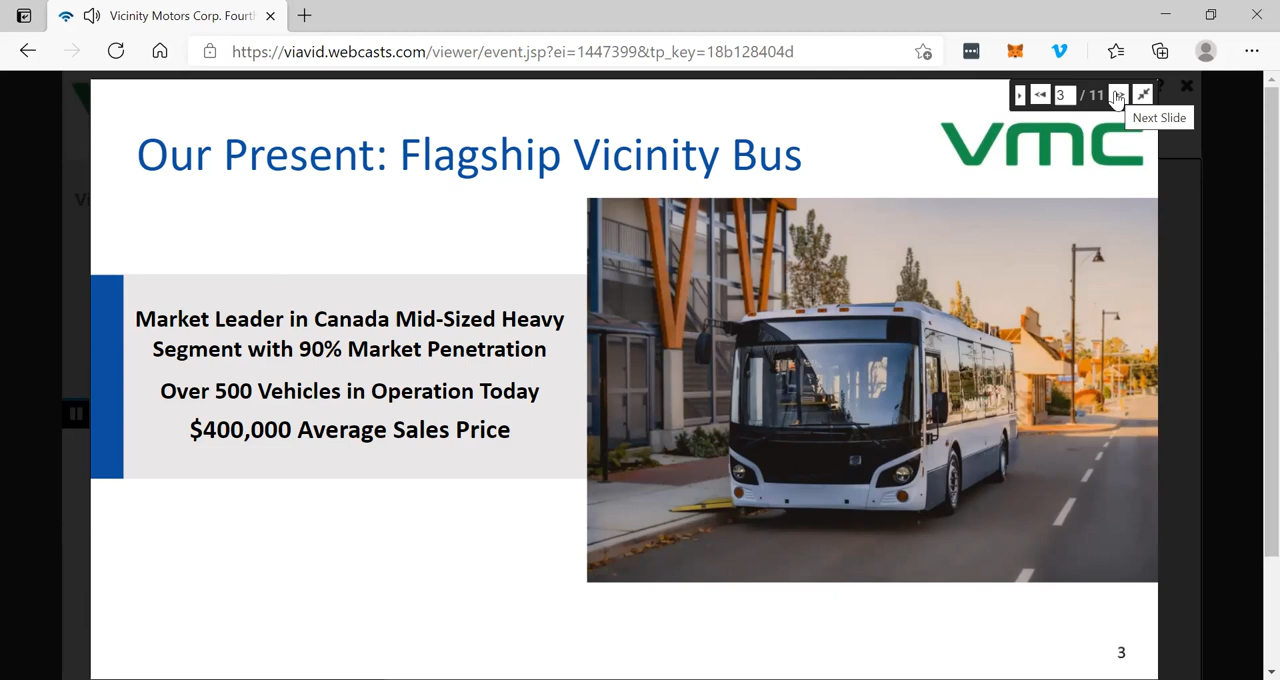 Vicinity Motors Corp. Fourth
https://viavid.webcasts.com/viewer/event.jsp?ei=1447399&tp_key=18b128404d
3 / 11
Next Slide
Our Present: Flagship Vicinity Bus
vmc
Market Leader in Canada Mid-Sized Heavy
Segment with 90% Market Penetration
Over 500 Vehicles in Operation Today
$400,000 Average Sales Price
3